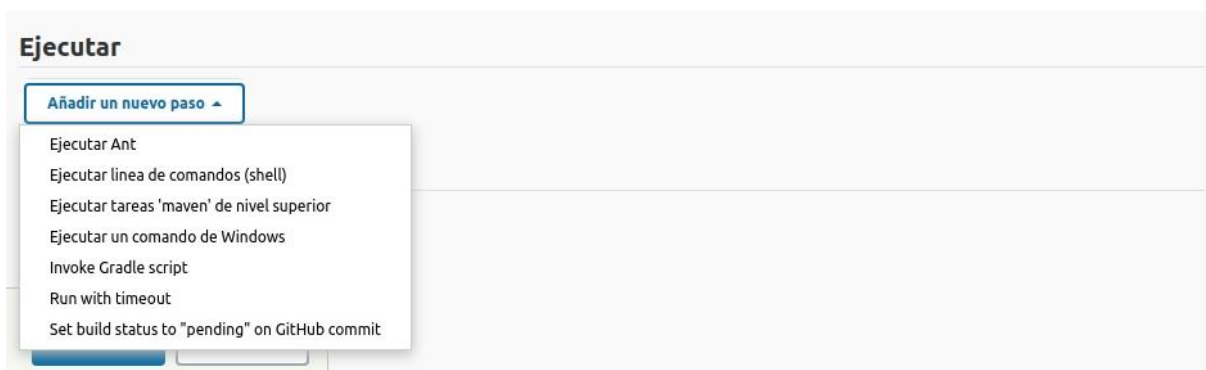 Ejecutar
Añadir un nuevo paso
Ejecutar Ant
Ejecutar linea de comandos (shell)
Ejecutar tareas 'maven' de nivel superior
Ejecutar un comando de Windows
Invoke Gradle script
Run with timeout
Set build status to "pending" on GitHub commit